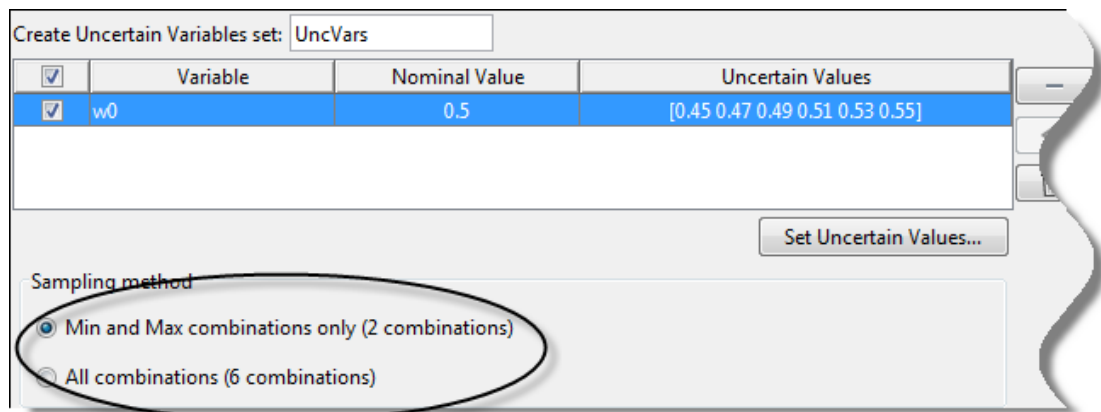 Create Uncertain Variables set: UncVars
Variable Nominal Value Uncertain Values
w0 0.5 [0.45 0.47 0.49 0.51 0.53 0.55]
Set Uncertain Values...
Sampling method
Min and Max combinations only (2 combinations)
All combinations (6 combinations)